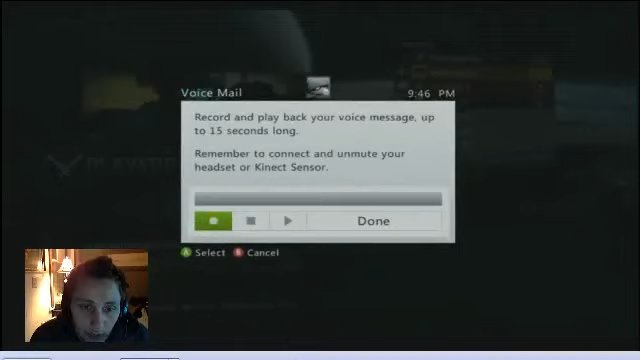 Voice Mail 9:46 PM
Record and play back your voice message, up
to 15 seconds long.
Remember to connect and unmute your
headset or Kinect Sensor.
Done
A Select B Cancel